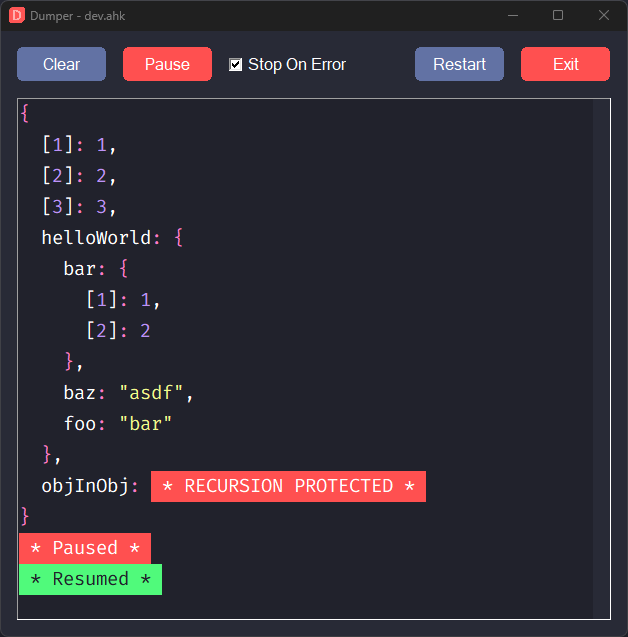 D Dumper - dev.ahk
Clear Pause Stop On Error Restart Exit
{
  [1]: 1,
  [2]: 2,
  [3]: 3,
  helloWorld: {
    bar: {
      [1]: 1,
      [2]: 2
    },
    baz: "asdf",
    foo: "bar"
  },
  objInObj: * RECURSION PROTECTED *
}
* Paused *
* Resumed *